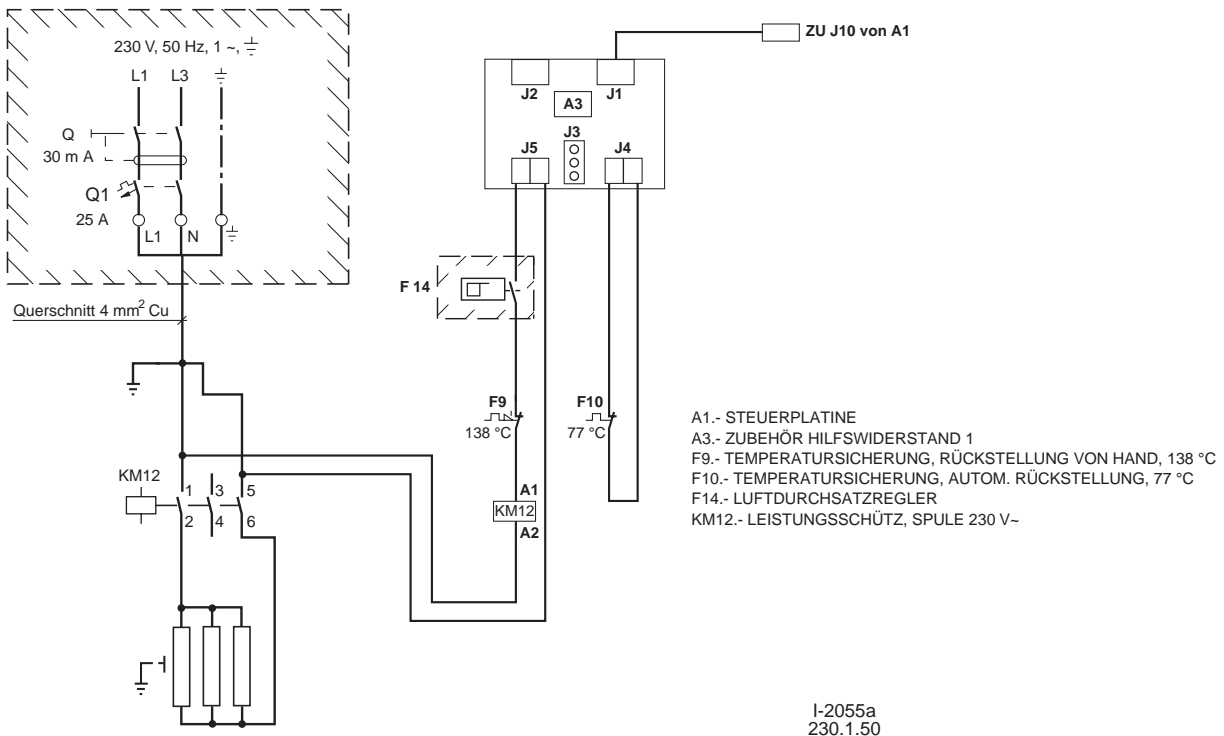 230 V, 50 Hz, 1 ~,
L1 L3
Q
30 m A
Q1
25 A
L1 N
Querschnitt 4 mm² Cu
KM12
1 3 5
2 4 6
ZU J10 von A1
J2 J1
A3
J3
J5 J4
F 14
F9
138 °C
F10
77 °C
A1
KM12
A2
A1.- STEUERPLATINE
A3.- ZUBEHÖR HILFSWIDERSTAND 1
F9.- TEMPERATURSICHERUNG, RÜCKSTELLUNG VON HAND, 138 °C
F10.- TEMPERATURSICHERUNG, AUTOM. RÜCKSTELLUNG, 77 °C
F14.- LUFTDURCHSATZREGLER
KM12.- LEISTUNGSSCHÜTZ, SPULE 230 V~
I-2055a
230.1.50